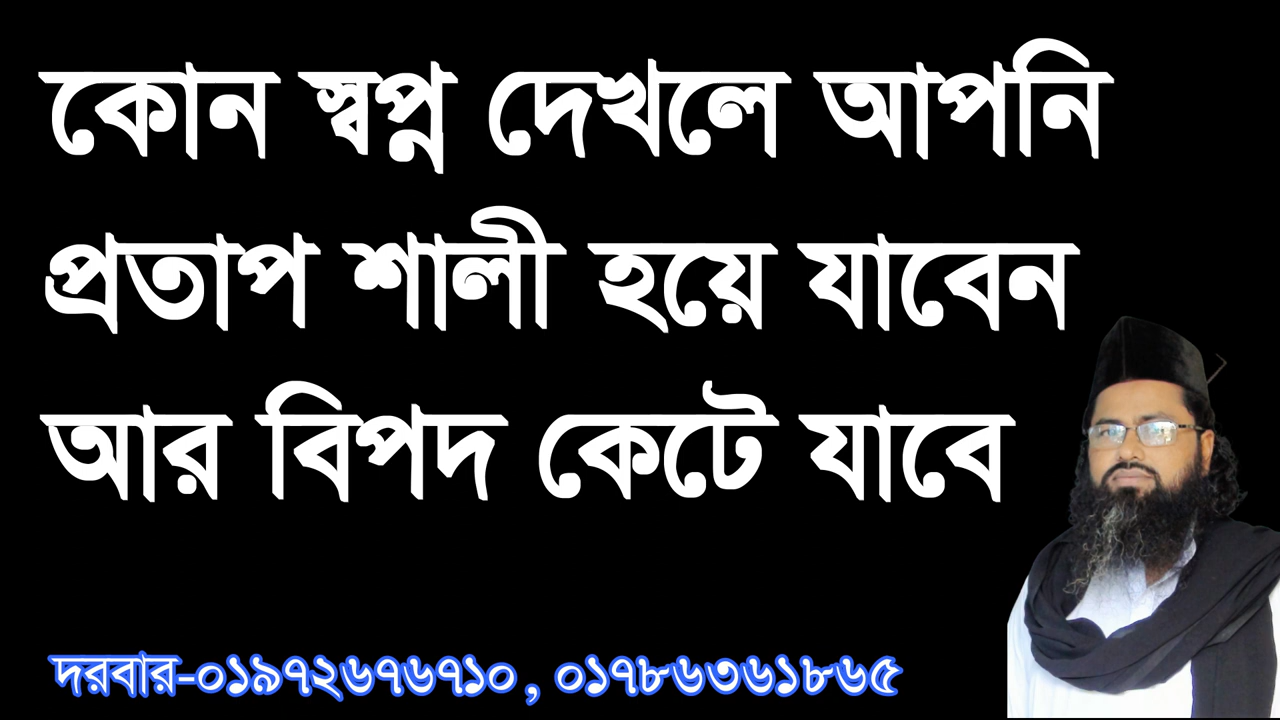 কোন স্বপ্ন দেখলে আপনি
প্রতাপ শালী হয়ে যাবেন
আর বিপদ কেটে যাবে
দরবার-০১৯৭২৬৭৬৭১০, ০১৭৮৬৩৬১৮৬৫